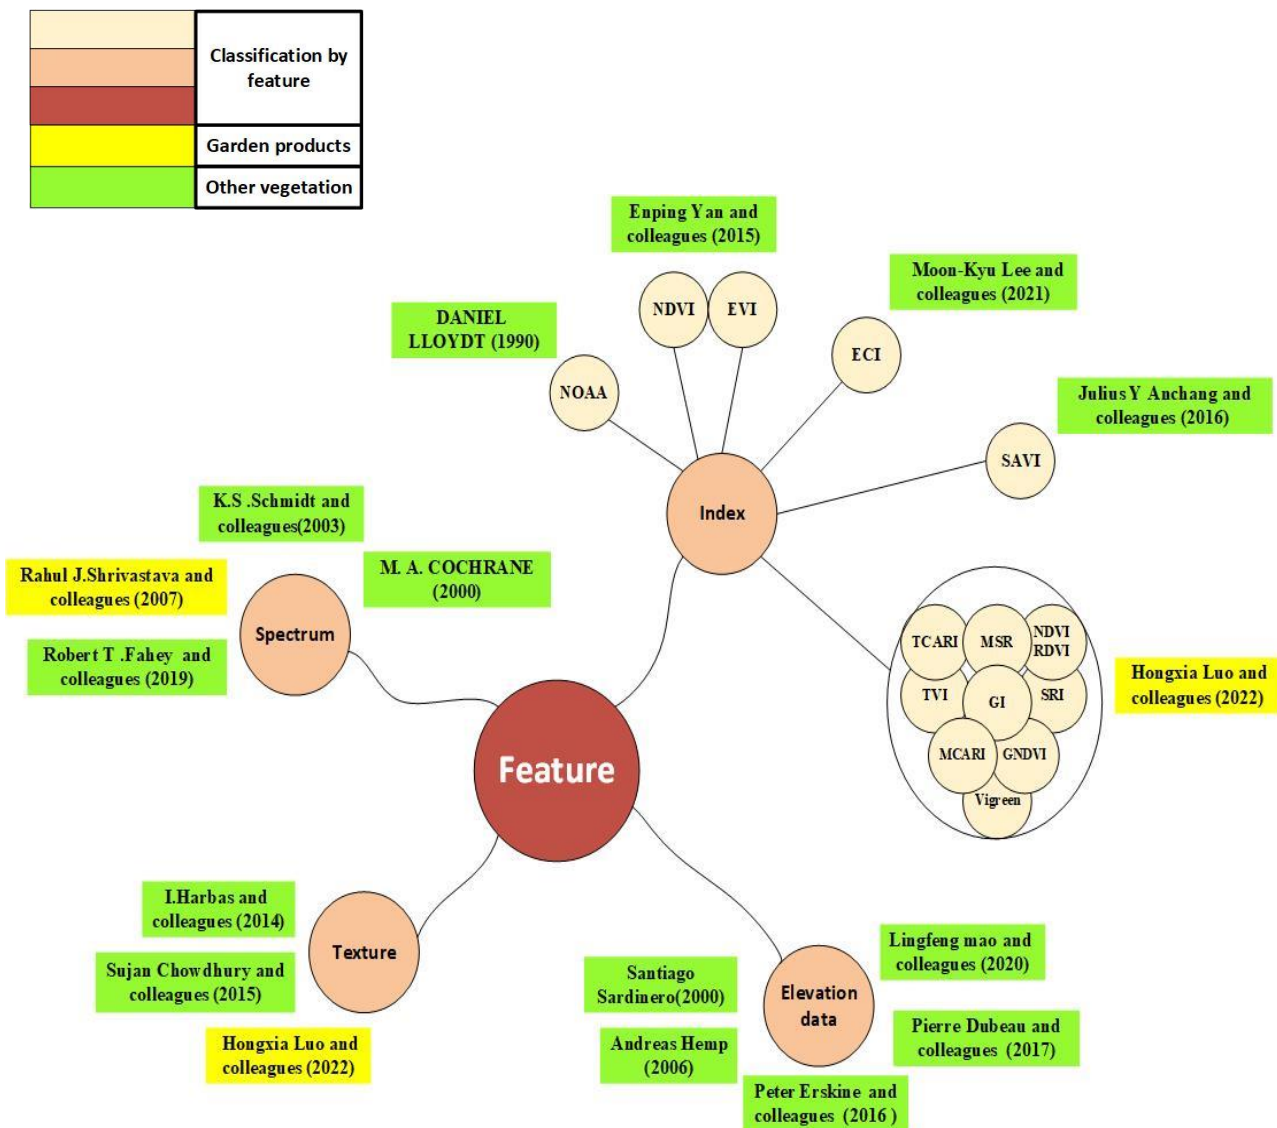 Classification by
feature
Garden products
Other vegetation
Enping Yan and
colleagues (2015)
Moon-Kyu Lee and
colleagues (2021)
DANIEL
LLOYDT (1990)
NDVI
EVI
ECI
NOAA
Julius Y Anchang and
colleagues (2016)
SAVI
Index
K.S .Schmidt and
colleagues(2003)
M. A. COCHRANE
(2000)
Rahul J.Shrivastava and
colleagues (2007)
Spectrum
Robert T .Fahey and
colleagues (2019)
TCARI
MSR
NDVI
RDVI
TVI
GI
SRI
MCARI
GNDVI
Vigreen
Hongxia Luo and
colleagues (2022)
Feature
I.Harbas and
colleagues (2014)
Texture
Sujan Chowdhury and
colleagues (2015)
Hongxia Luo and
colleagues (2022)
Lingfeng mao and
colleagues (2020)
Santiago
Sardinero(2000)
Elevation
data
Andreas Hemp
(2006)
Pierre Dubeau and
colleagues (2017)
Peter Erskine and
colleagues (2016 )